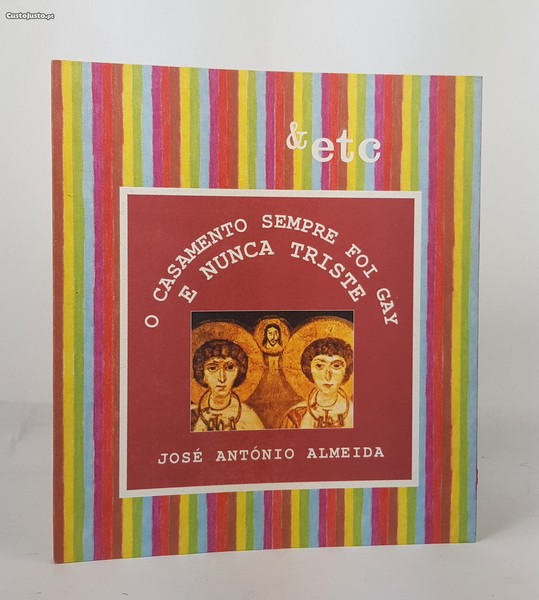 CustoJusto.pt
& etc
O CASAMENTO SEMPRE FOI GAY
E NUNCA TRISTE
JOSÉ ANTÓNIO ALMEIDA